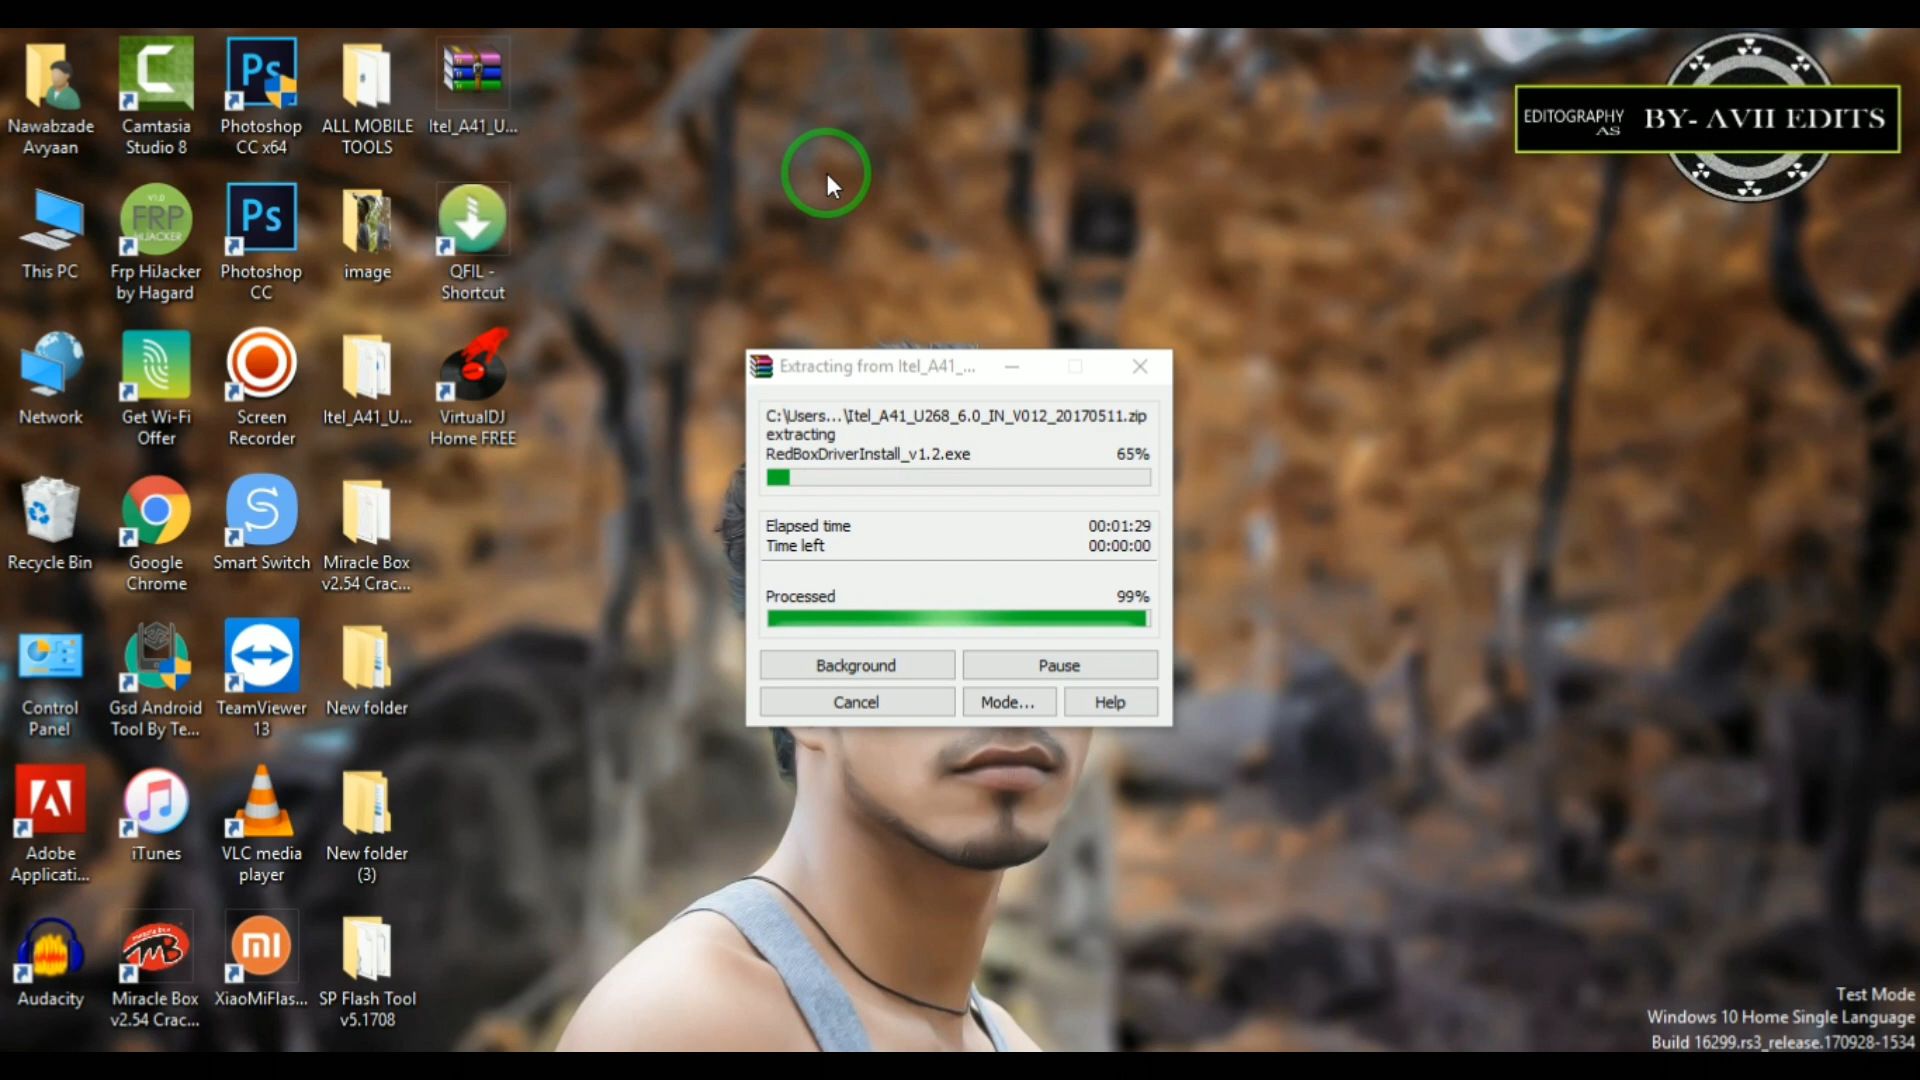 Nawabzade
Avyaan
Camtasia
Studio 8
Ps
Photoshop
CC x64
ALL MOBILE
TOOLS
Itel_A41_U...
EDITOGRAPHY
AS
BY- AVII EDITS
This PC
V1.0
FRP
HIJACKER
Frp HiJacker
by Hagard
Ps
Photoshop
CC
image
QFIL -
Shortcut
Network
Get Wi-Fi
Offer
Screen
Recorder
Itel_A41_U...
VirtualDJ
Home FREE
Extracting from Itel_A41_...
C:\Users...\Itel_A41_U268_6.0_IN_V012_20170511.zip
extracting
RedBoxDriverInstall_v1.2.exe 65%
Elapsed time 00:01:29
Time left 00:00:00
Processed 99%
Background Pause
Cancel Mode... Help
Recycle Bin
Google
Chrome
Smart Switch
Miracle Box
v2.54 Crac...
Control
Panel
Gsd Android
Tool By Te...
TeamViewer
13
New folder
Adobe
Applicati...
iTunes
VLC media
player
New folder
(3)
Audacity
Miracle Box
v2.54 Crac...
XiaoMiFlas...
SP Flash Tool
v5.1708
Test Mode
Windows 10 Home Single Language
Build 16299.rs3_release.170928-1534